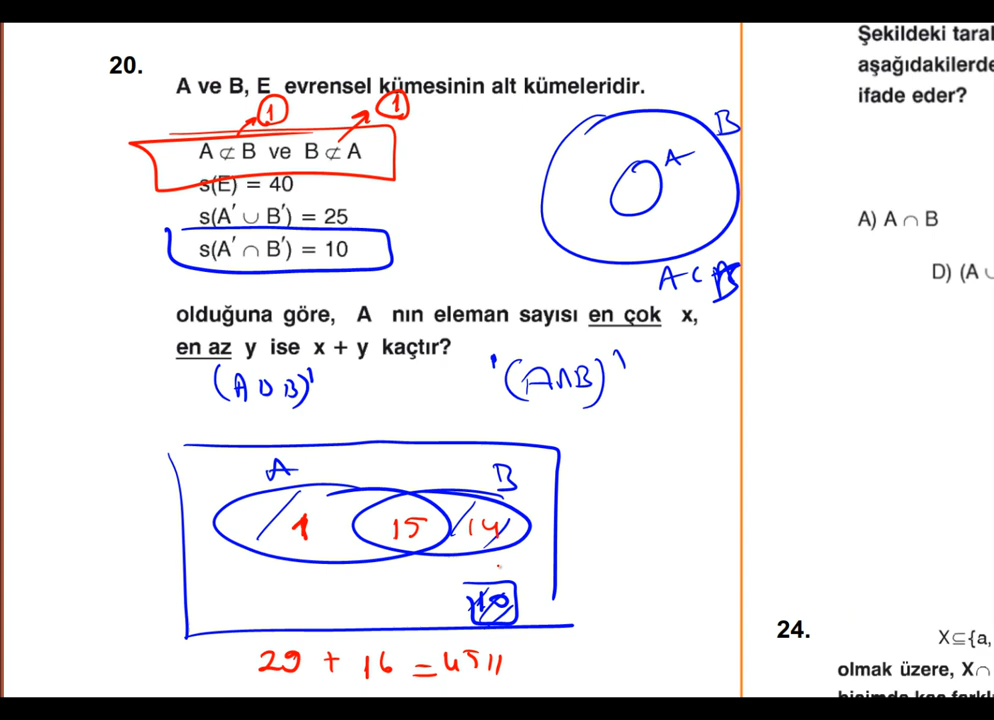 20.
A ve B, E evrensel kümesinin alt kümeleridir.
1 1
A ⊄ B ve B ⊄ A
s(E) = 40
s(A′ ∪ B′) = 25
s(A′ ∩ B′) = 10
olduğuna göre, A nın eleman sayısı en çok x,
en az y ise x + y kaçtır?
(A ∪ B)' '(A∩B)'
B
A
A ⊂ B
A B
1 15 14
10
29 + 16 = 45 //
Şekildeki taral
aşağıdakilerde
ifade eder?
A) A ∩ B
D) (A ∪
24.
X⊆{a,
olmak üzere, X∩